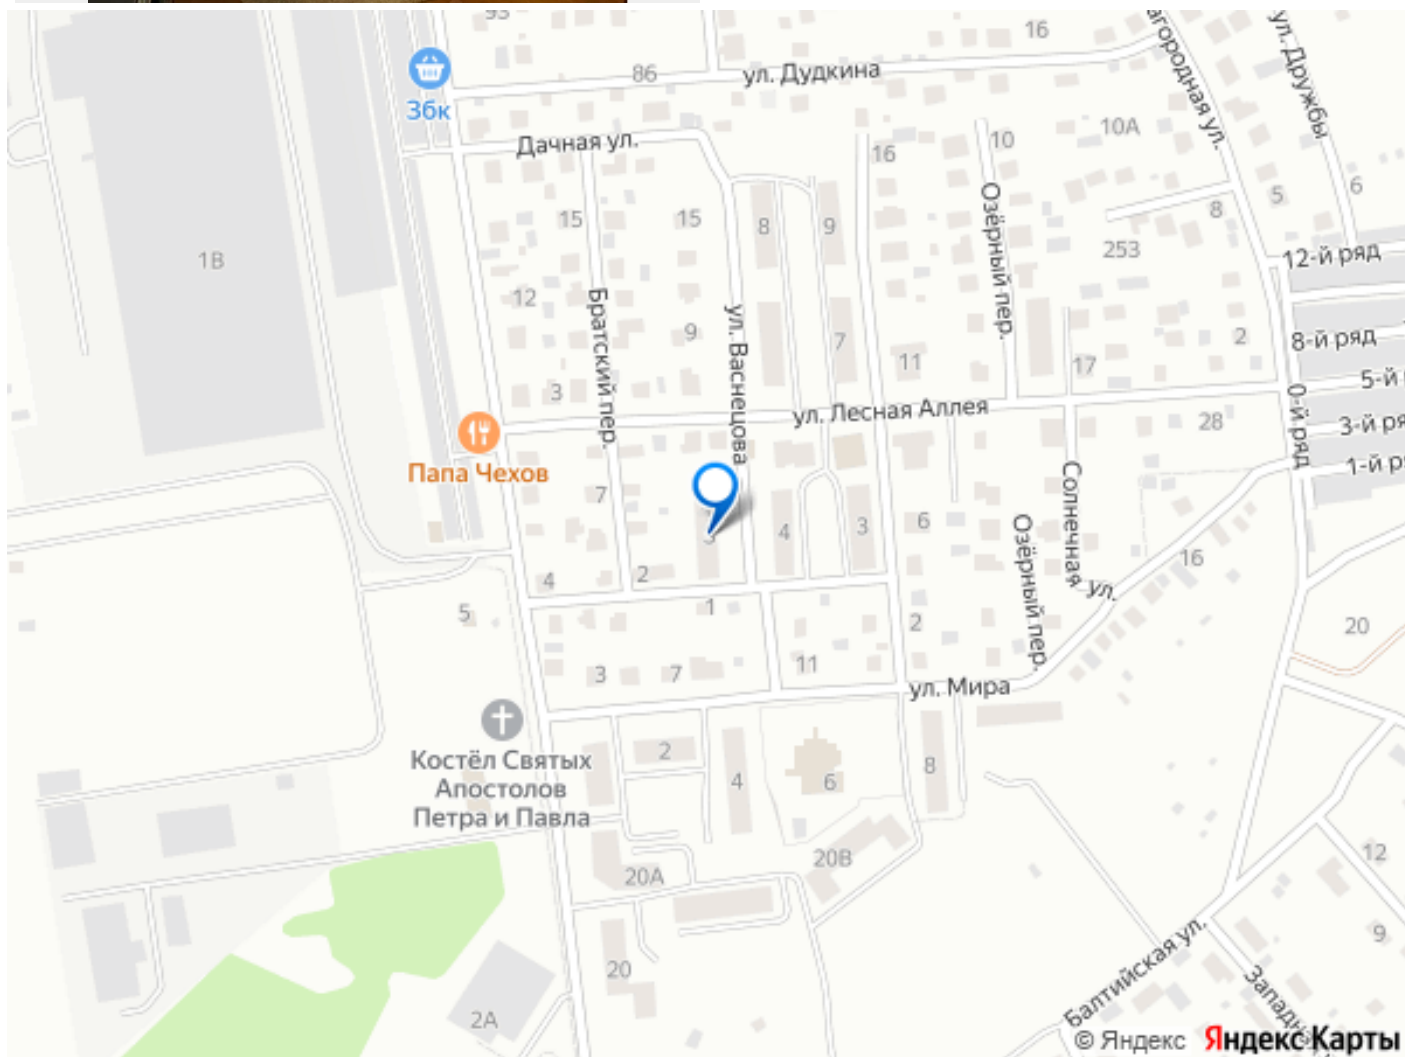 93
16
ул. Дудкина
86
Збк
агородная ул.
ул. Дружбы
Дачная ул.
10А
10
16
6
5
8
15
15
8
9
253
12-й ряд
1В
Озёрный пер.
12
Братский пер.
ул. Васнецова
9
7
11
17
2
8-й ряд
5-й
3
ул. Лесная Аллея
28
0-й ряд
3-й ря
1-й р
Папа Чехов
7
4
3
6
Солнечная ул.
Озёрный пер.
16
4
2
1
5
2
20
3
7
11
ул. Мира
Костёл Святых
Апостолов
Петра и Павла
2
4
6
8
20А
20В
12
20
9
2А
Балтийская ул.
Западна
© Яндекс Яндекс Карты